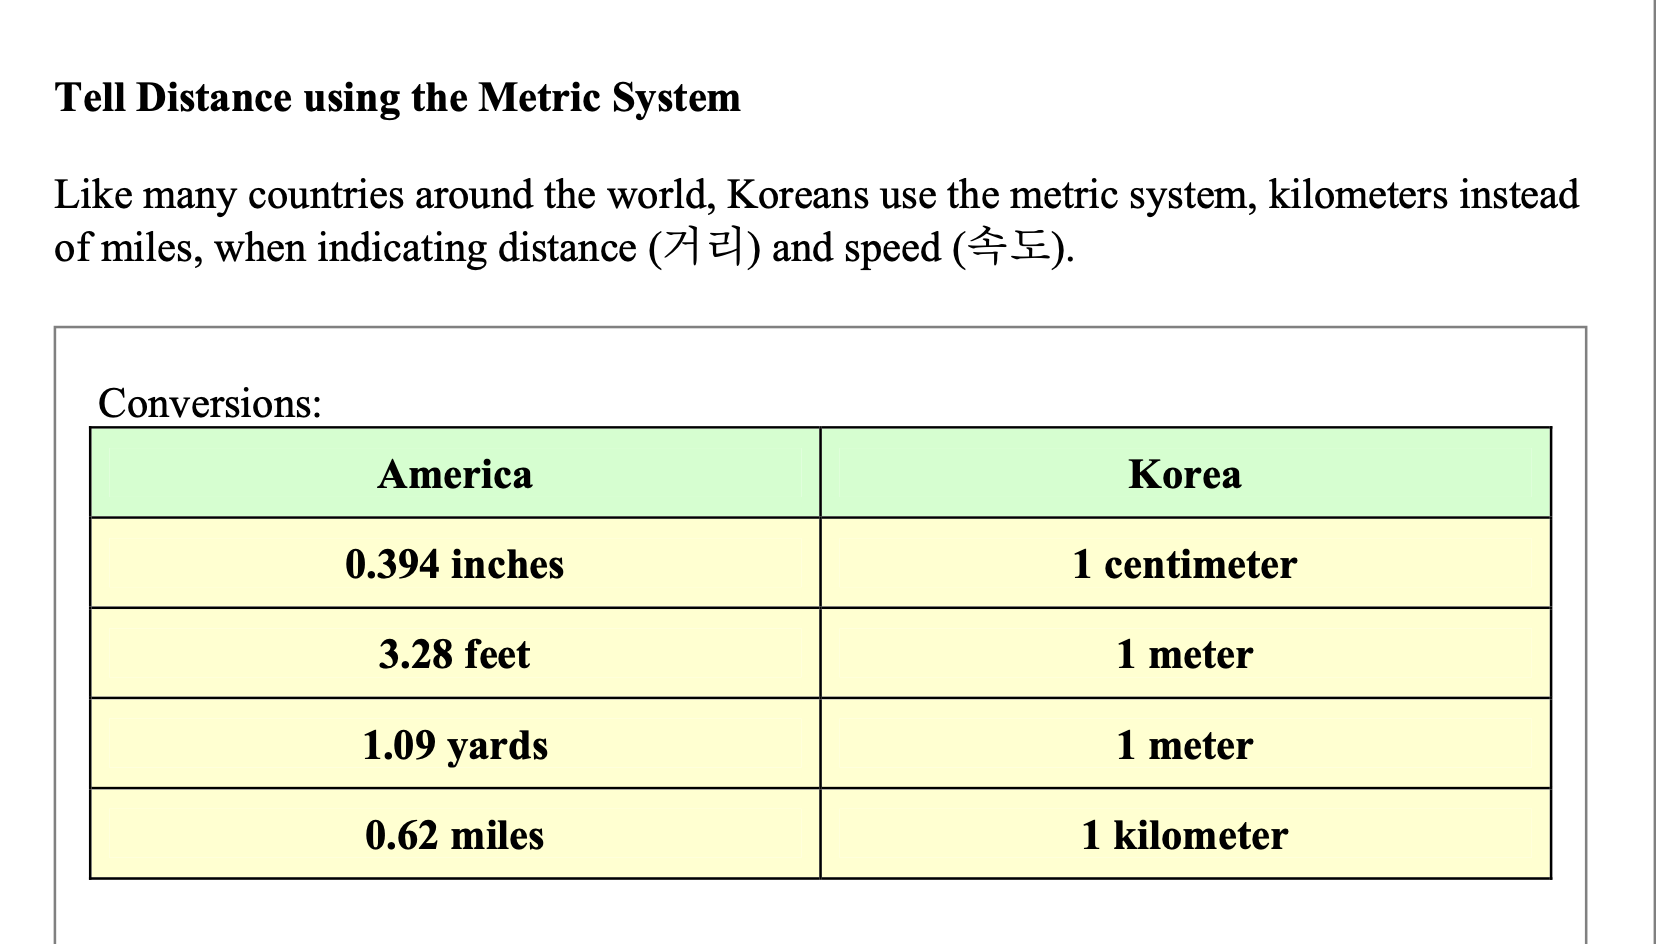 Tell Distance using the Metric System
Like many countries around the world, Koreans use the metric system, kilometers instead
of miles, when indicating distance (거리) and speed (속도).
Conversions:
America Korea
0.394 inches 1 centimeter
3.28 feet 1 meter
1.09 yards 1 meter
0.62 miles 1 kilometer